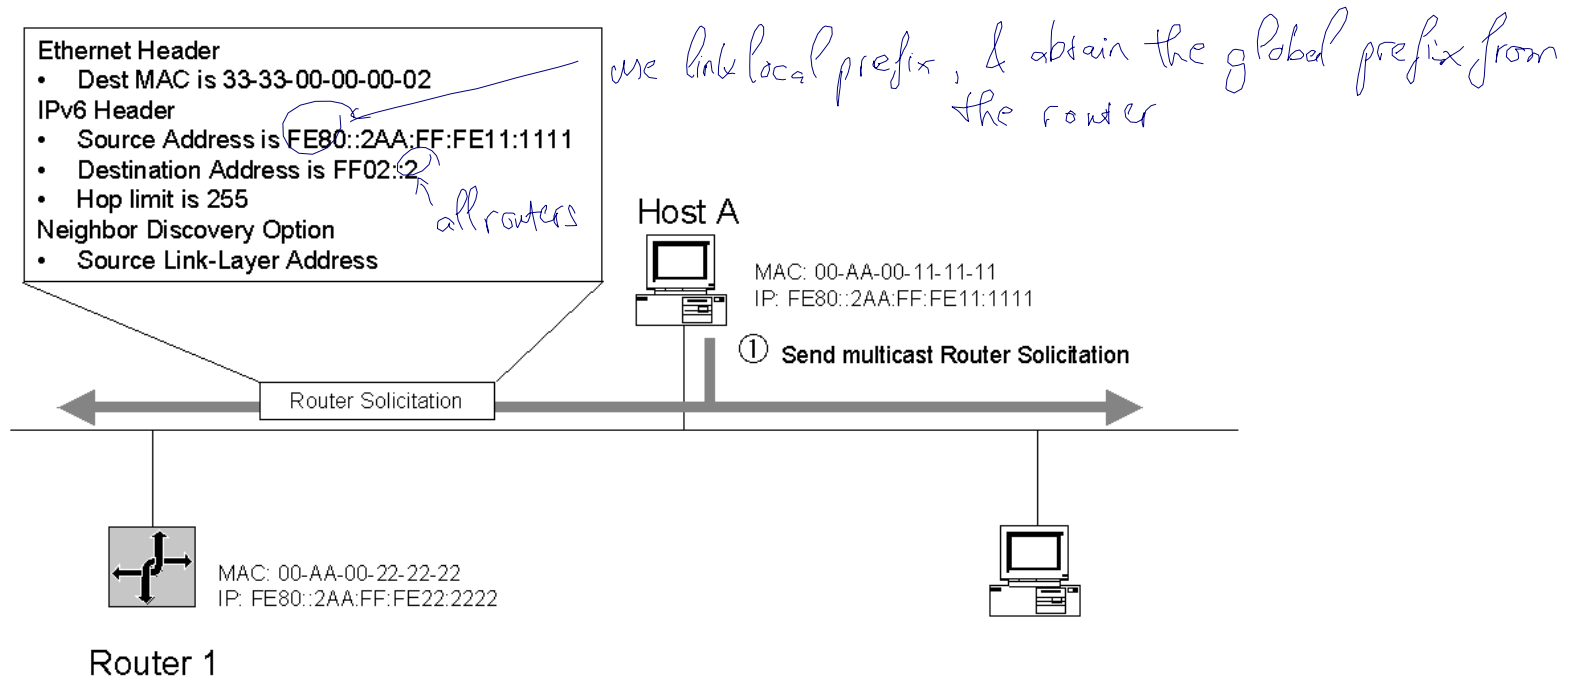 Ethernet Header
• Dest MAC is 33-33-00-00-00-02
IPv6 Header
• Source Address is FE80::2AA:FF:FE11:1111
• Destination Address is FF02::2
• Hop limit is 255
Neighbor Discovery Option
• Source Link-Layer Address
use link local prefix, & obtain the global prefix from
the router
all routers
Host A
MAC: 00-AA-00-11-11-11
IP: FE80::2AA:FF:FE11:1111
① Send multicast Router Solicitation
Router Solicitation
MAC: 00-AA-00-22-22-22
IP: FE80::2AA:FF:FE22:2222
Router 1